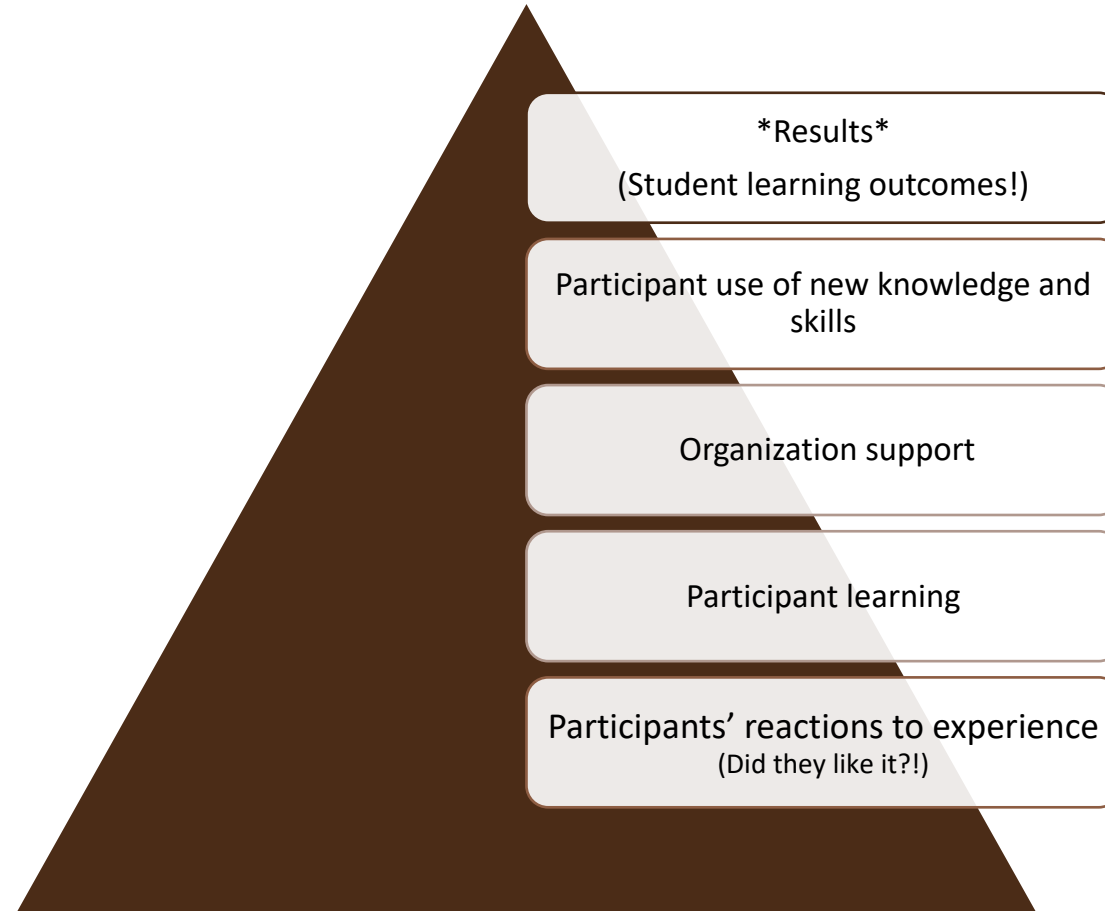 *Results*
(Student learning outcomes!)
Participant use of new knowledge and
skills
Organization support
Participant learning
Participants’ reactions to experience
(Did they like it?!)